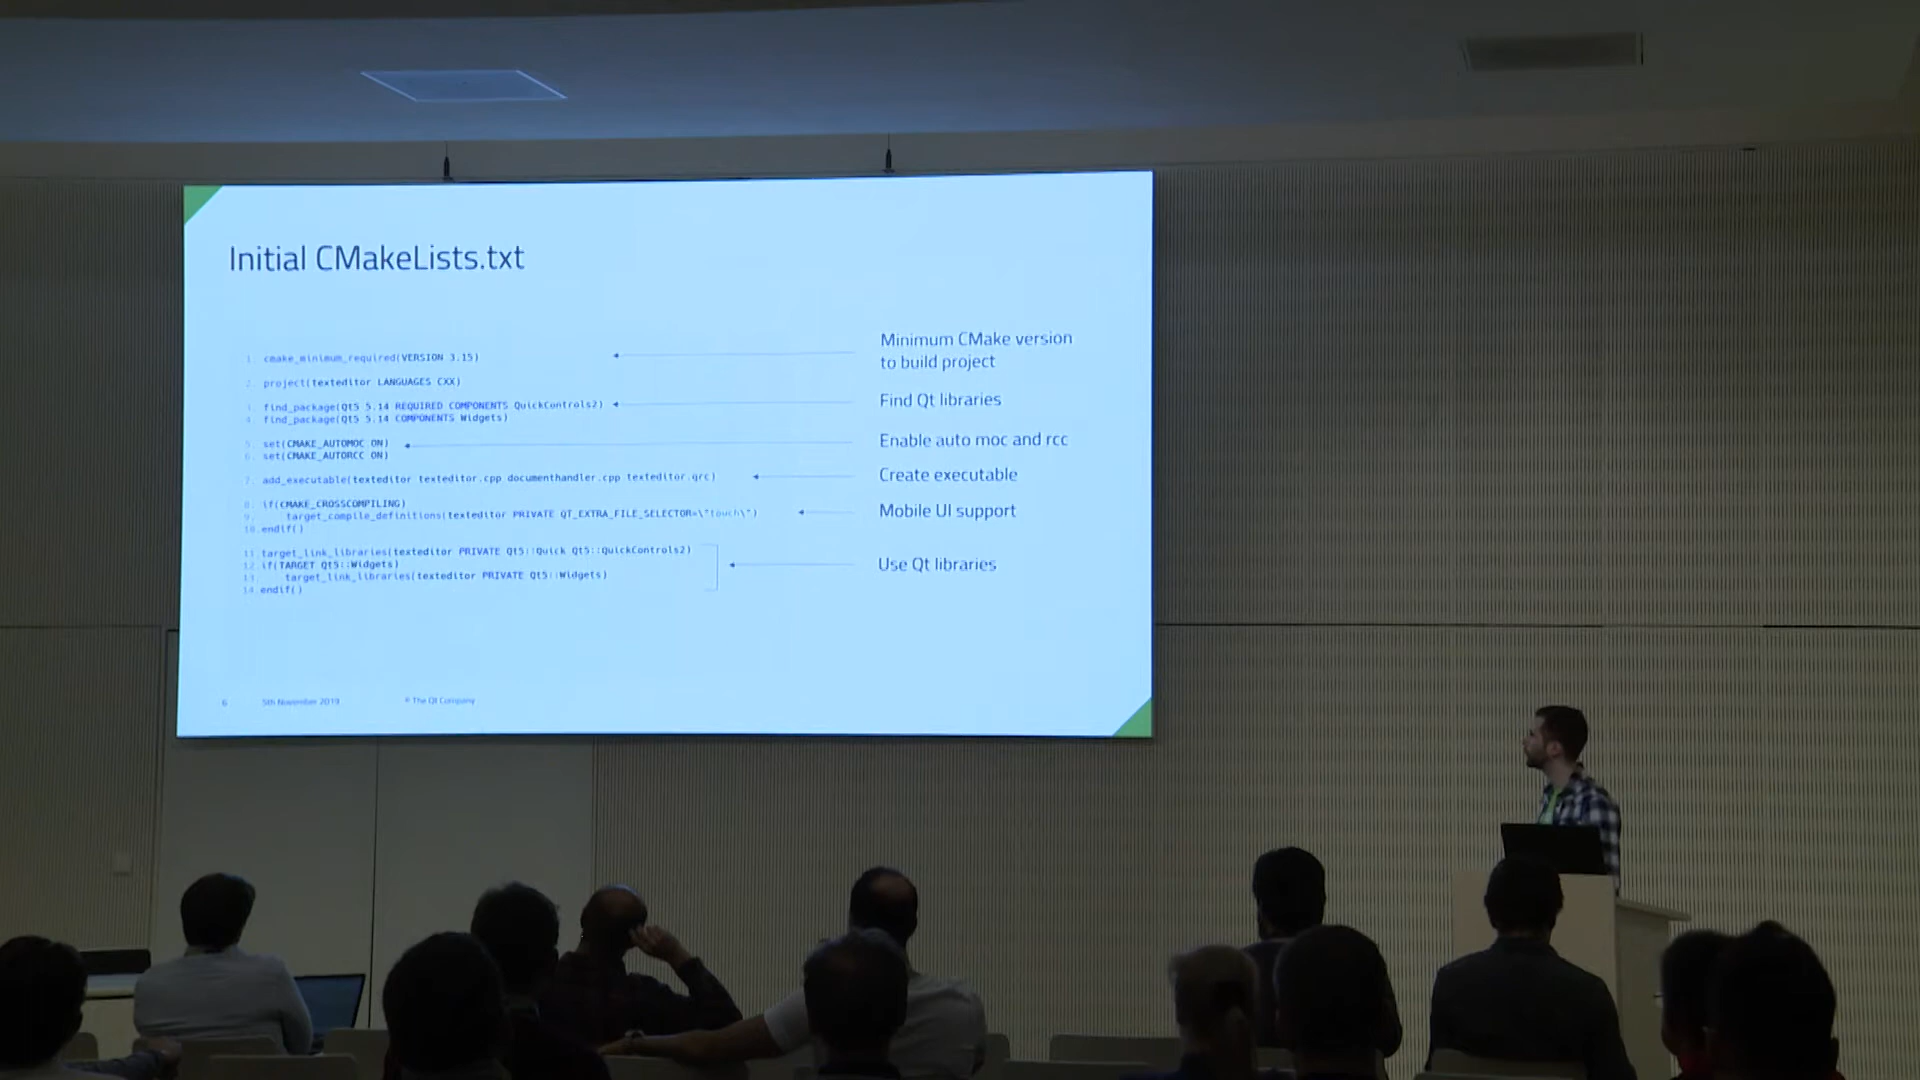 Initial CMakeLists.txt
1. cmake_minimum_required(VERSION 3.15)
2. project(texteditor LANGUAGES CXX)
3. find_package(Qt5 5.14 REQUIRED COMPONENTS QuickControls2)
4. find_package(Qt5 5.14 COMPONENTS Widgets)
5. set(CMAKE_AUTOMOC ON)
6. set(CMAKE_AUTORCC ON)
7. add_executable(texteditor texteditor.cpp documenthandler.cpp texteditor.qrc)
8. if(CMAKE_CROSSCOMPILING)
9. target_compile_definitions(texteditor PRIVATE QT_EXTRA_FILE_SELECTOR=\"touch\")
10. endif()
11. target_link_libraries(texteditor PRIVATE Qt5::Quick Qt5::QuickControls2)
12. if(TARGET Qt5::Widgets)
13. target_link_libraries(texteditor PRIVATE Qt5::Widgets)
14. endif()
Minimum CMake version
to build project
Find Qt libraries
Enable auto moc and rcc
Create executable
Mobile UI support
Use Qt libraries
6 5th November 2019 © The Qt Company